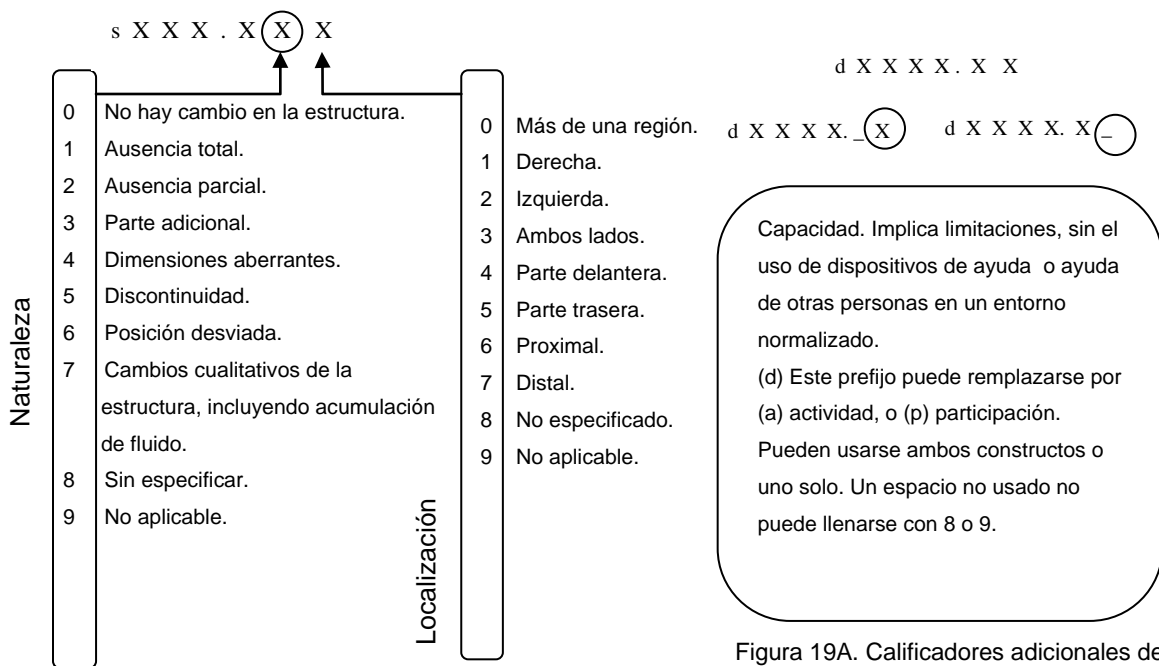 s X X X . X X X
Naturaleza
0 No hay cambio en la estructura.
1 Ausencia total.
2 Ausencia parcial.
3 Parte adicional.
4 Dimensiones aberrantes.
5 Discontinuidad.
6 Posición desviada.
7 Cambios cualitativos de la
estructura, incluyendo acumulación
de fluido.
8 Sin especificar.
9 No aplicable.
Localización
0 Más de una región.
1 Derecha.
2 Izquierda.
3 Ambos lados.
4 Parte delantera.
5 Parte trasera.
6 Proximal.
7 Distal.
8 No especificado.
9 No aplicable.
d X X X X . X X
d X X X X. _ X d X X X X. X _
Capacidad. Implica limitaciones, sin el
uso de dispositivos de ayuda o ayuda
de otras personas en un entorno
normalizado.
(d) Este prefijo puede remplazarse por
(a) actividad, o (p) participación.
Pueden usarse ambos constructos o
uno solo. Un espacio no usado no
puede llenarse con 8 o 9.
Figura 19A. Calificadores adicionales de